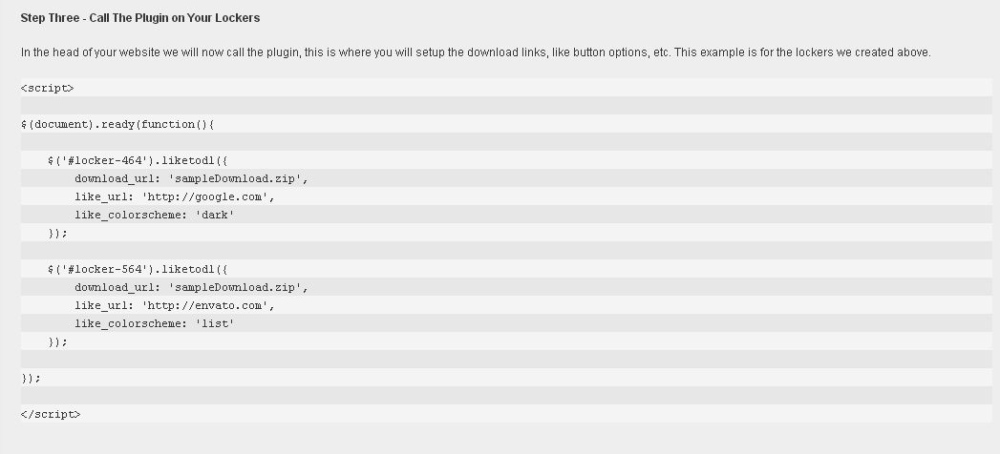 Step Three - Call The Plugin on Your Lockers
In the head of your website we will now call the plugin, this is where you will setup the download links, like button options, etc. This example is for the lockers we created above.
<script>
$(document).ready(function(){
    $('#locker-464').liketodl({
        download_url: 'sampleDownload.zip',
        like_url: 'http://google.com',
        like_colorscheme: 'dark'
    });
    $('#locker-564').liketodl({
        download_url: 'sampleDownload.zip',
        like_url: 'http://envato.com',
        like_colorscheme: 'list'
    });
});
</script>